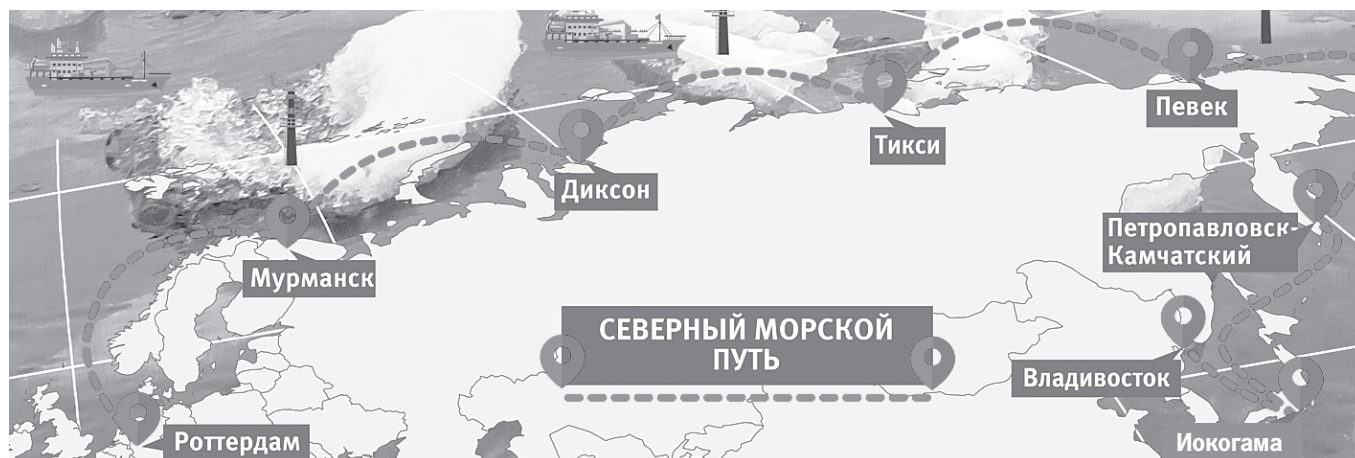 Певек
Тикси
Диксон
Петропавловск-
Камчатский
Мурманск
СЕВЕРНЫЙ МОРСКОЙ
ПУТЬ
Владивосток
Роттердам
Иокогама